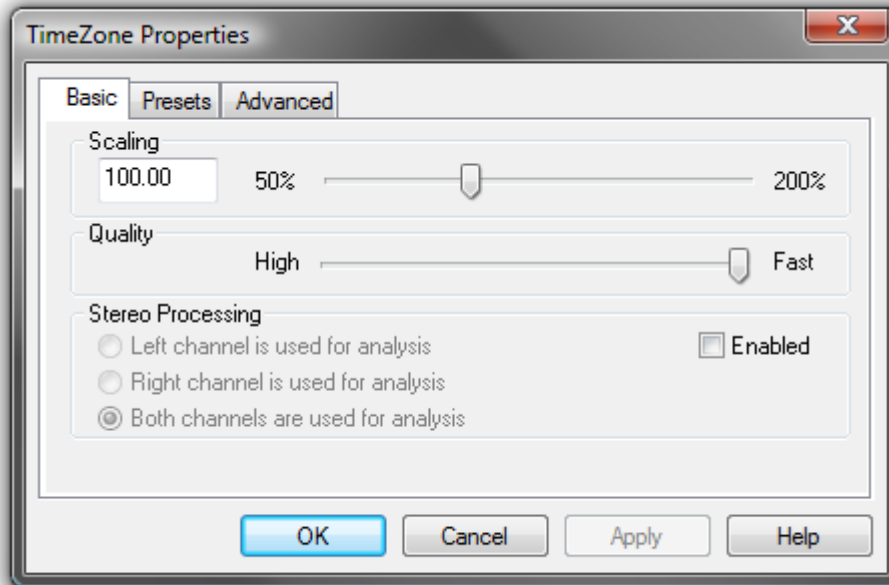 TimeZone Properties
Basic Presets Advanced
Scaling
100.00 50% 200%
Quality
High Fast
Stereo Processing
Left channel is used for analysis Enabled
Right channel is used for analysis
Both channels are used for analysis
OK Cancel Apply Help